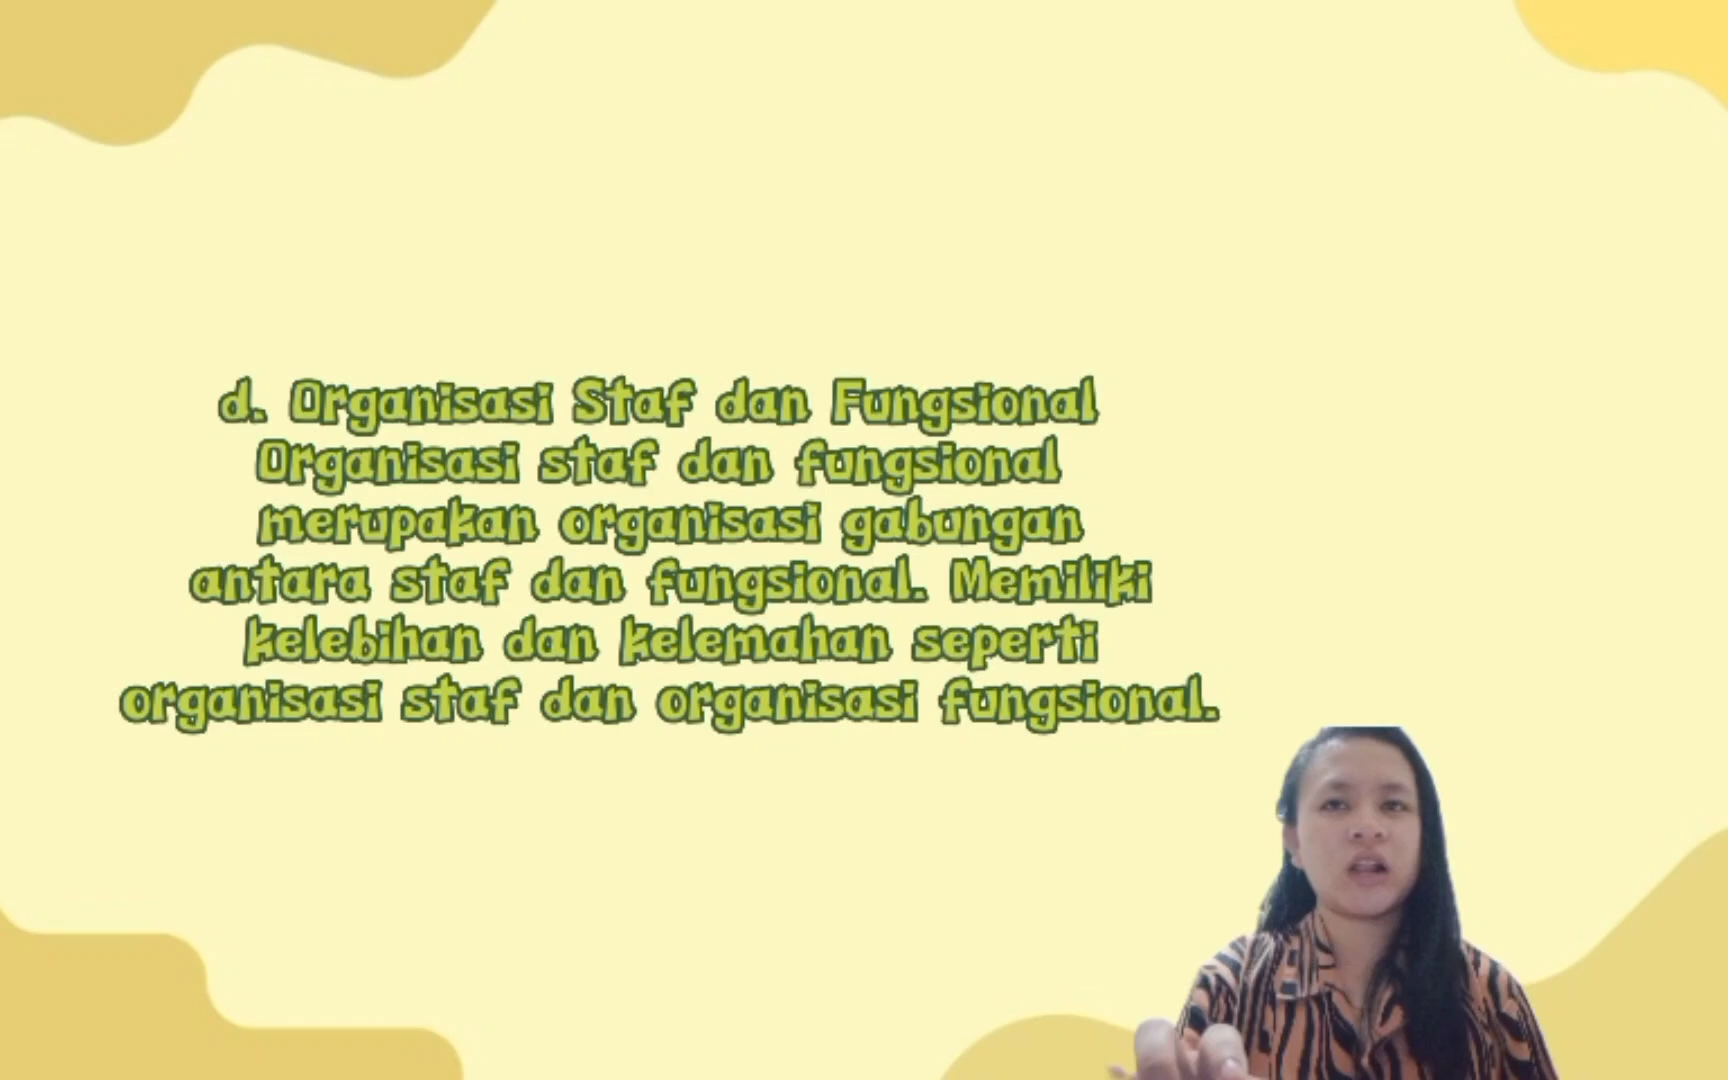 d. Organisasi Staf dan Fungsional
Organisasi staf dan fungsional
merupakan organisasi gabungan
antara staf dan fungsional. Memiliki
kelebihan dan kelemahan seperti
organisasi staf dan organisasi fungsional.